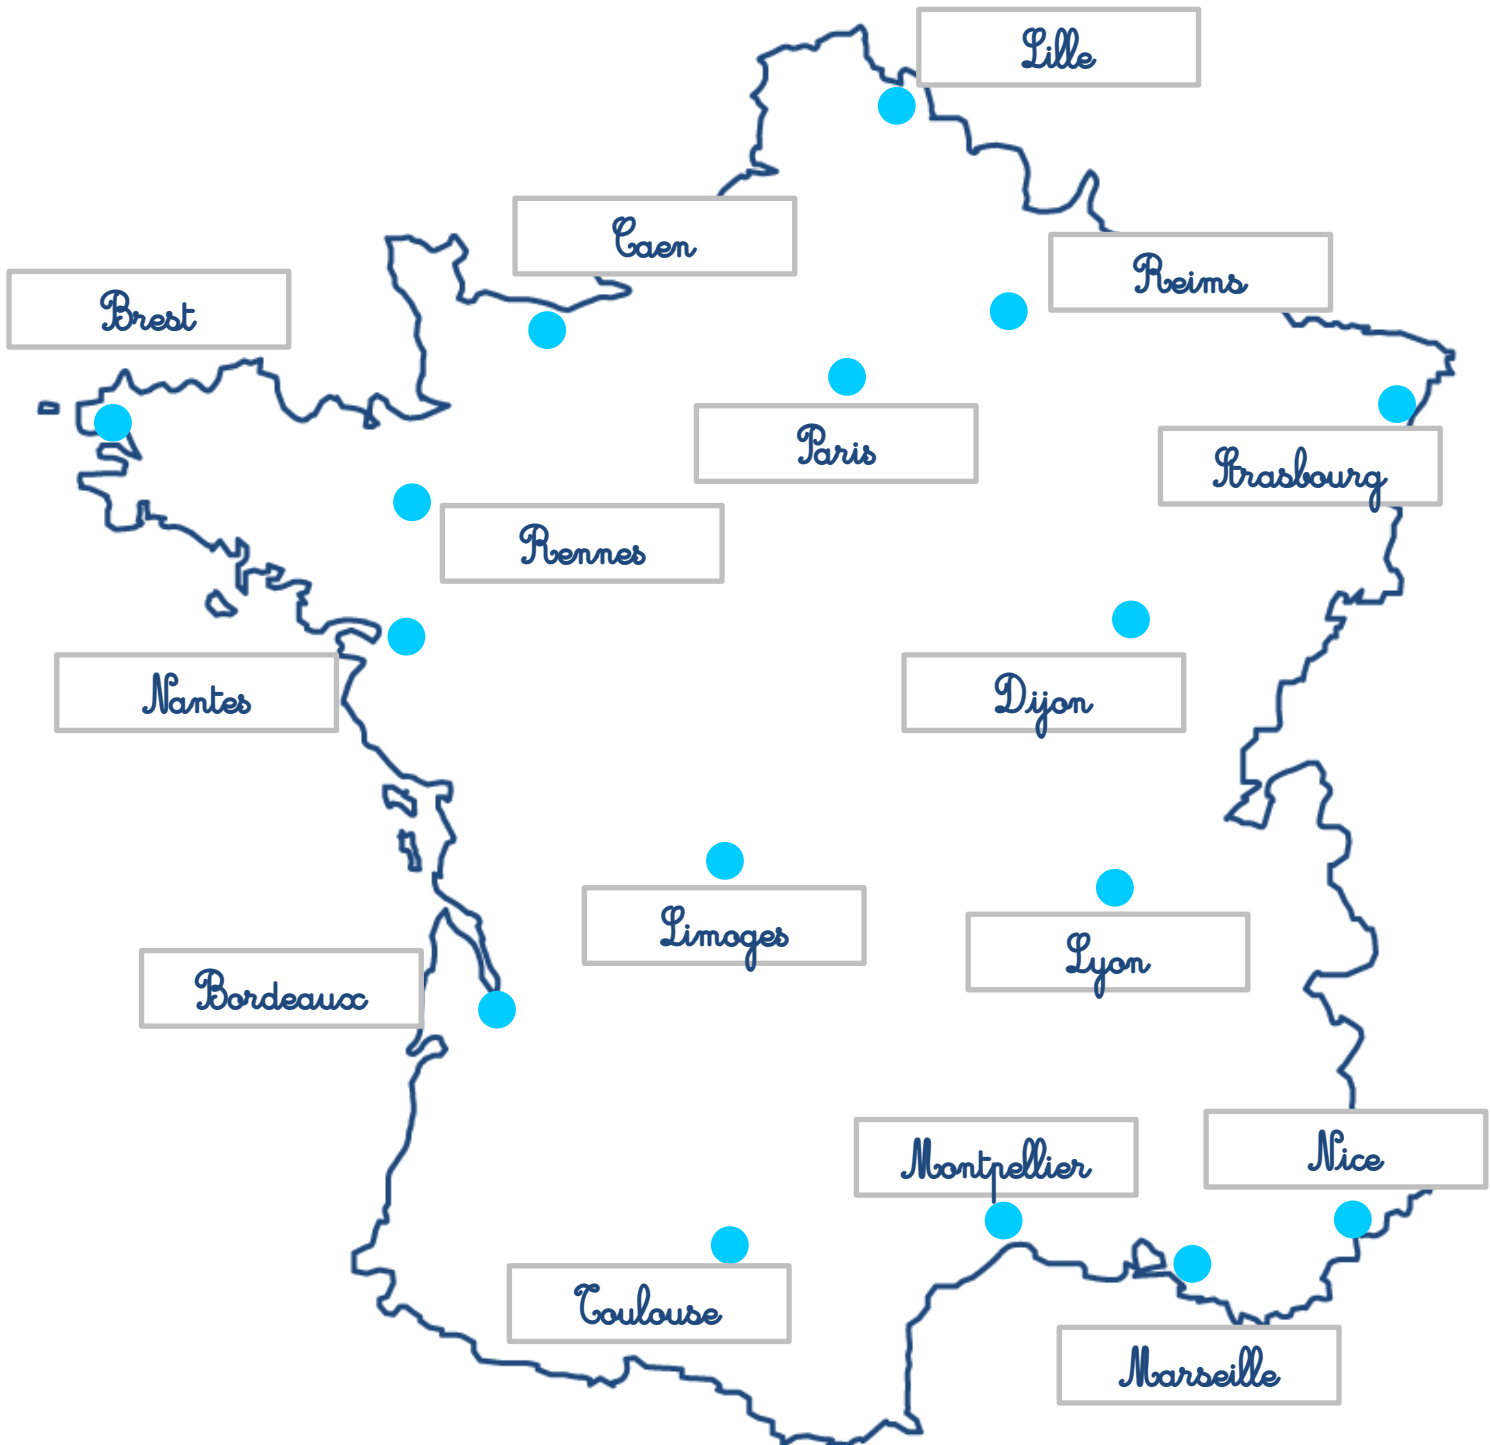 Lille
Caen
Reims
Brest
Paris
Strasbourg
Rennes
Nantes
Dijon
Limoges
Lyon
Bordeaux
Montpellier
Nice
Toulouse
Marseille